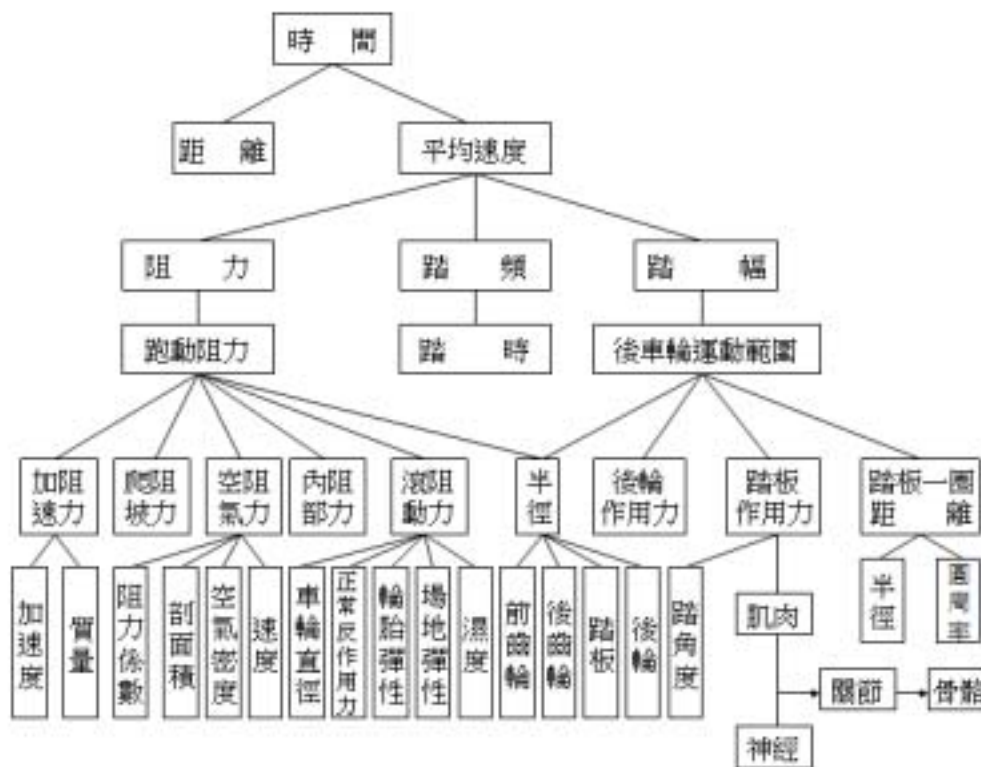 時 間
距 離
平均速度
阻 力
踏 頻
踏 幅
跑動阻力
踏 時
後車輪運動範圍
加速阻力
爬坡阻力
空氣阻力
內部阻力
滾動阻力
半徑
後輪
作用力
踏板
作用力
踏板一圈
距 離
加速度
質量
阻力係數
剖面積
空氣密度
速度
車輪直徑
正常反作用力
輪胎彈性
場地彈性
濕度
前齒輪
後齒輪
踏板
後輪
踏角度
肌肉
半徑
圓周率
關節
骨骼
神經